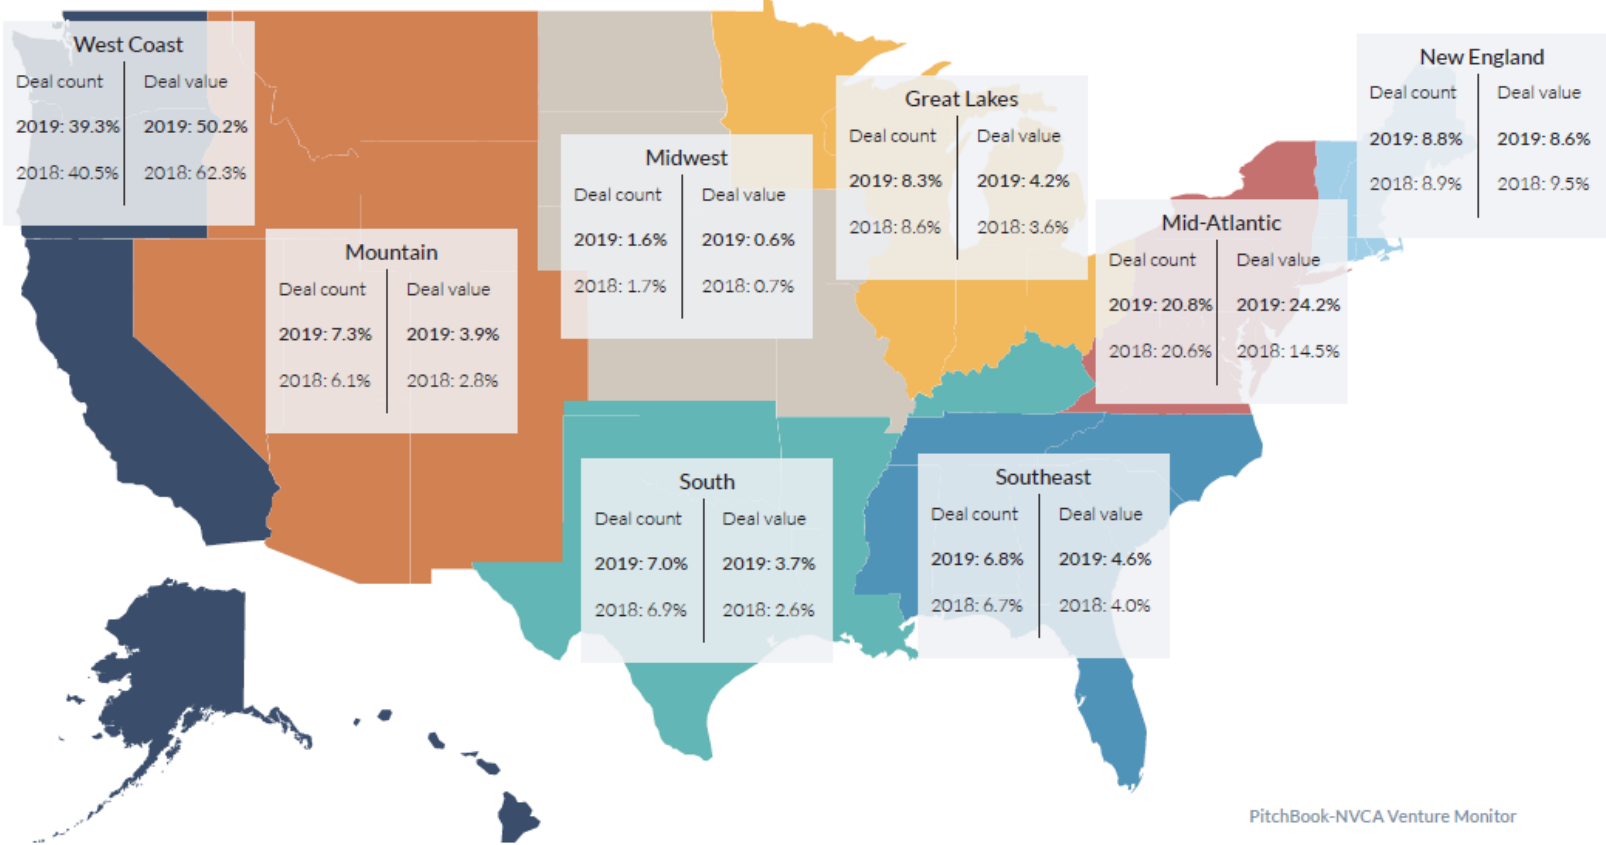 West Coast
Deal count Deal value
2019: 39.3% 2019: 50.2%
2018: 40.5% 2018: 62.3%
Mountain
Deal count Deal value
2019: 7.3% 2019: 3.9%
2018: 6.1% 2018: 2.8%
Midwest
Deal count Deal value
2019: 1.6% 2019: 0.6%
2018: 1.7% 2018: 0.7%
Great Lakes
Deal count Deal value
2019: 8.3% 2019: 4.2%
2018: 8.6% 2018: 3.6%
New England
Deal count Deal value
2019: 8.8% 2019: 8.6%
2018: 8.9% 2018: 9.5%
Mid-Atlantic
Deal count Deal value
2019: 20.8% 2019: 24.2%
2018: 20.6% 2018: 14.5%
South
Deal count Deal value
2019: 7.0% 2019: 3.7%
2018: 6.9% 2018: 2.6%
Southeast
Deal count Deal value
2019: 6.8% 2019: 4.6%
2018: 6.7% 2018: 4.0%
PitchBook-NVCA Venture Monitor